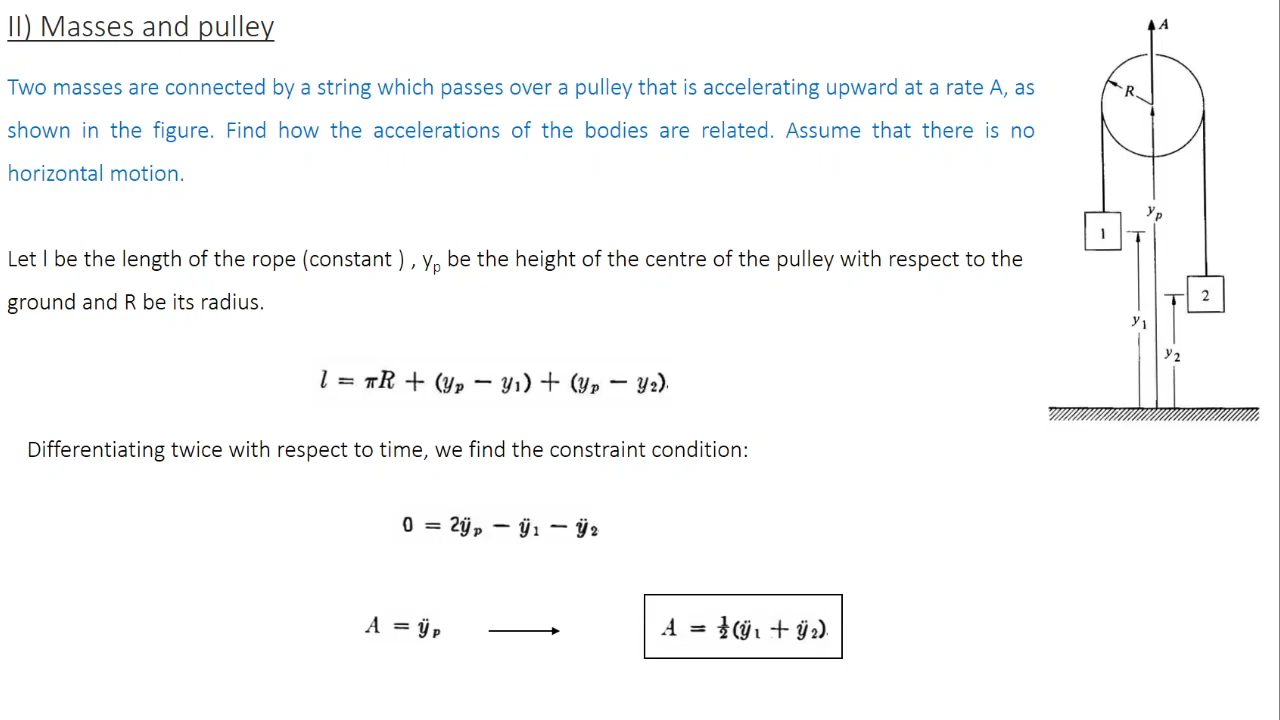 II) Masses and pulley
Two masses are connected by a string which passes over a pulley that is accelerating upward at a rate A, as
shown in the figure. Find how the accelerations of the bodies are related. Assume that there is no
horizontal motion.
Let l be the length of the rope (constant ) , yₚ be the height of the centre of the pulley with respect to the
ground and R be its radius.
l = πR + (yₚ − y₁) + (yₚ − y₂).
Differentiating twice with respect to time, we find the constraint condition:
0 = 2ÿₚ − ÿ₁ − ÿ₂
A = ÿₚ
A = ½(ÿ₁ + ÿ₂).
A
R
yₚ
1
2
y₁
y₂